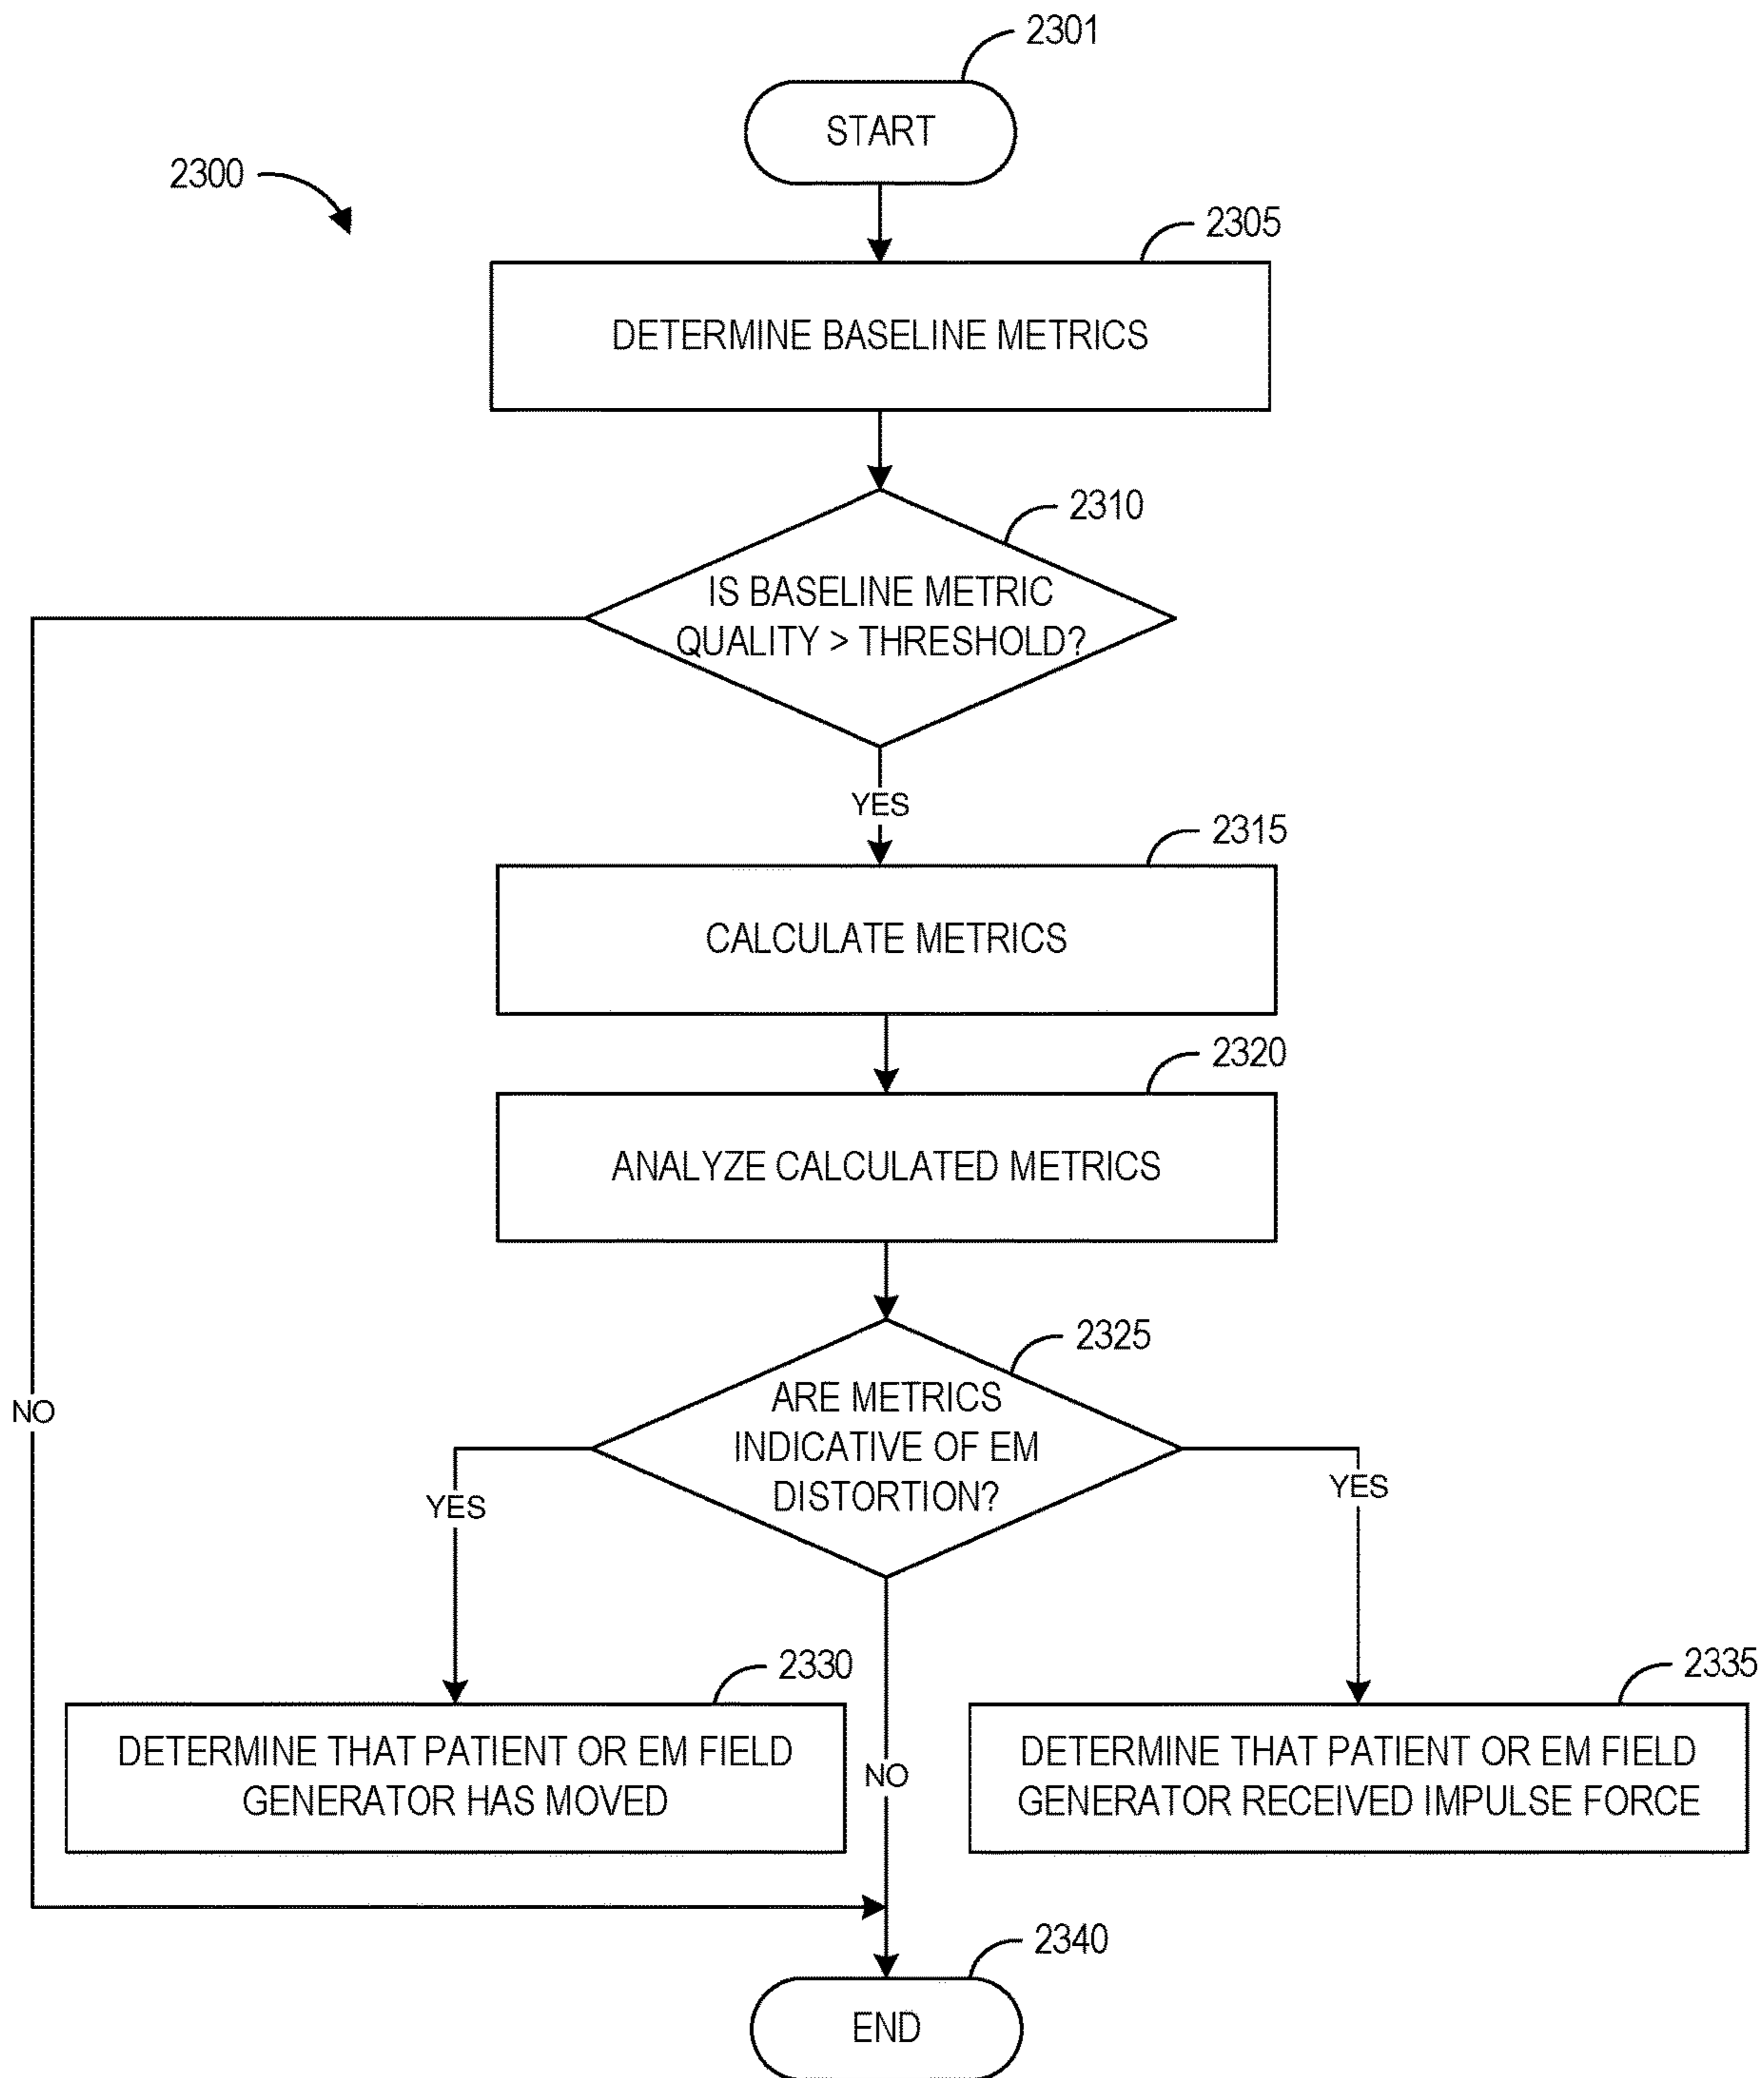 2301
START
2300
2305
DETERMINE BASELINE METRICS
2310
IS BASELINE METRIC
QUALITY > THRESHOLD?
YES
2315
CALCULATE METRICS
2320
ANALYZE CALCULATED METRICS
2325
ARE METRICS
INDICATIVE OF EM
DISTORTION?
NO
YES
YES
2330
2335
DETERMINE THAT PATIENT OR EM FIELD
GENERATOR HAS MOVED
NO
DETERMINE THAT PATIENT OR EM FIELD
GENERATOR RECEIVED IMPULSE FORCE
2340
END